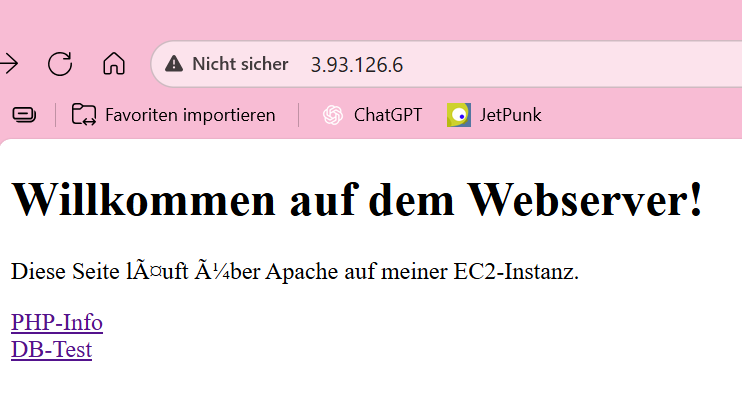 Nicht sicher 3.93.126.6
Favoriten importieren ChatGPT JetPunk
Willkommen auf dem Webserver!
Diese Seite lÃ¤uft Ã¼ber Apache auf meiner EC2-Instanz.
PHP-Info
DB-Test